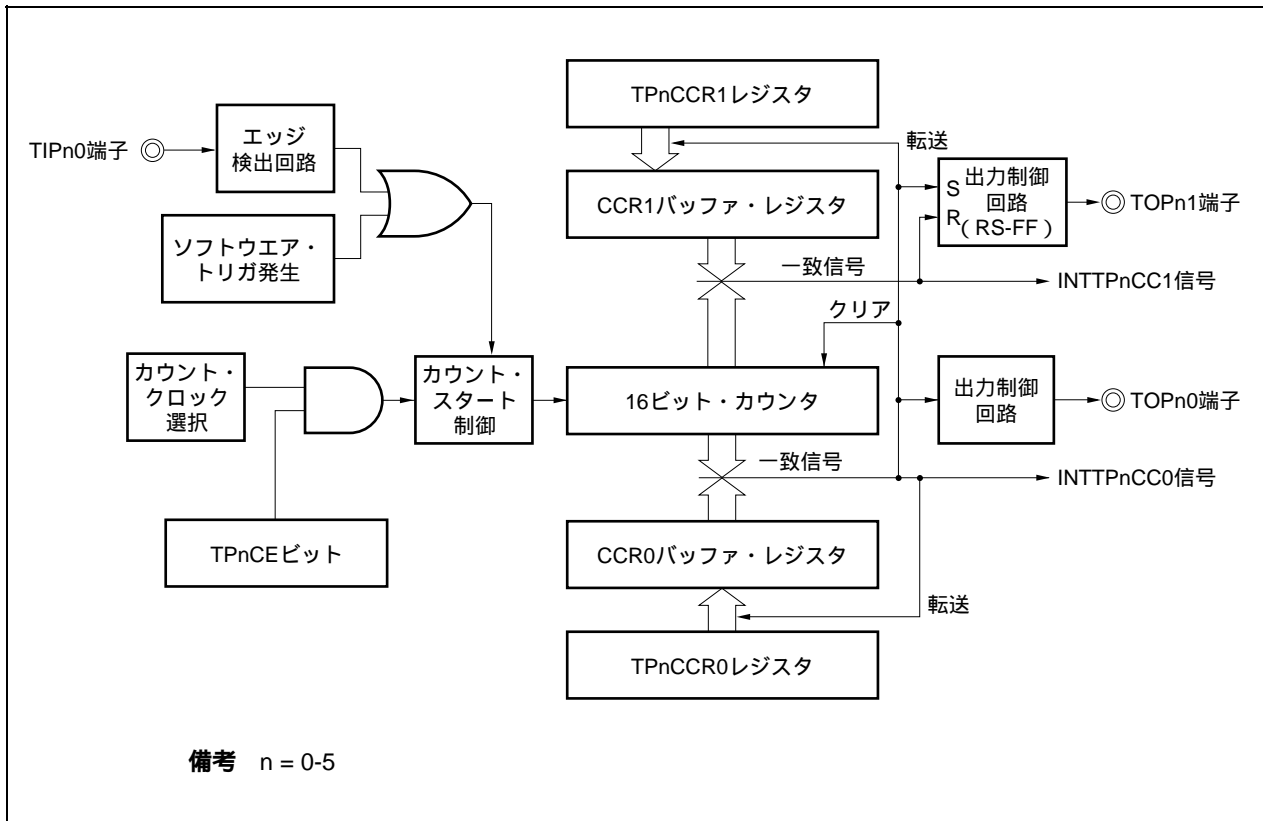 TPnCCR1レジスタ
転送
TIPn0端子
エッジ
検出回路
CCR1バッファ・レジスタ
S
R
出力制御
回路
(RS-FF)
TOPn1端子
ソフトウエア・
トリガ発生
一致信号
INTTPnCC1信号
クリア
カウント・
クロック
選択
カウント・
スタート
制御
16ビット・カウンタ
出力制御
回路
TOPn0端子
一致信号
INTTPnCC0信号
TPnCEビット
CCR0バッファ・レジスタ
転送
TPnCCR0レジスタ
備考 n = 0-5